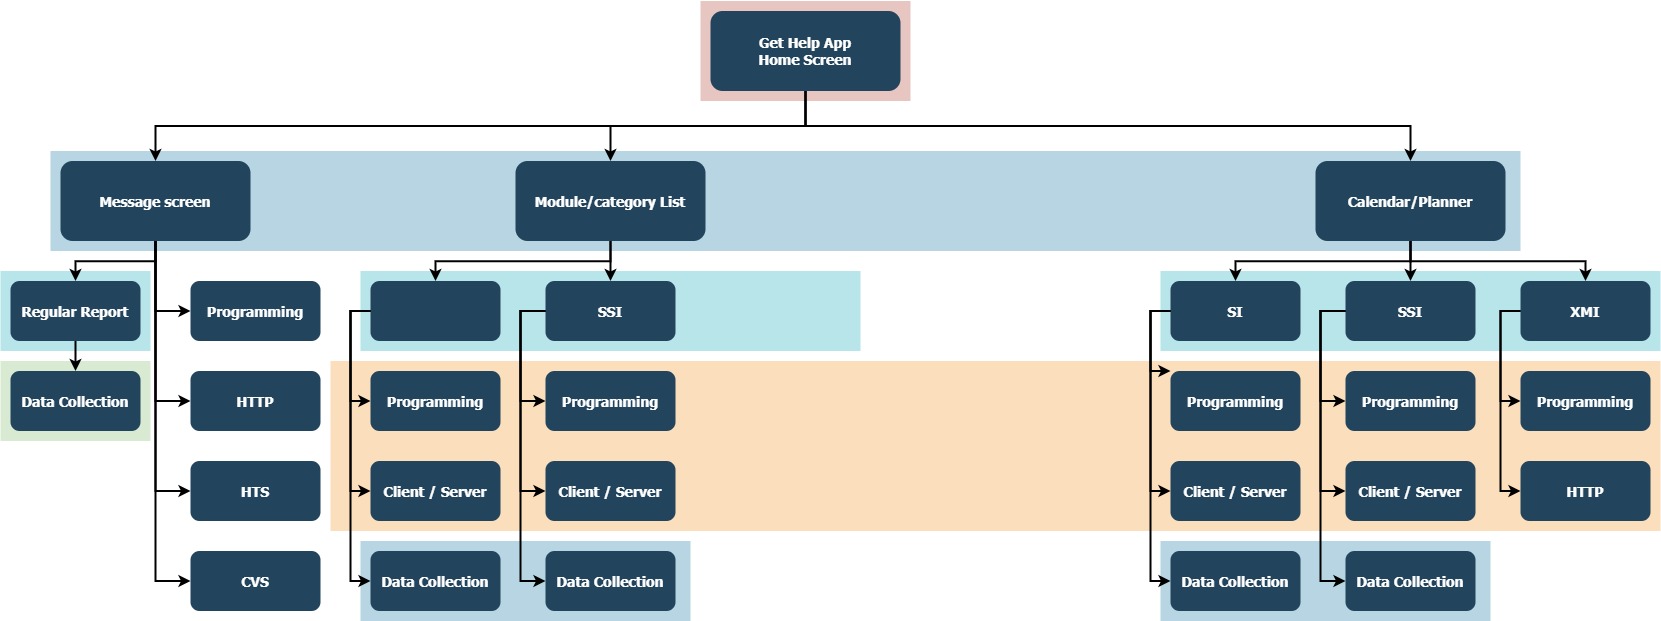 Get Help App
Home Screen
Message screen
Module/category List
Calendar/Planner
Regular Report
Programming
SSI
SI
SSI
XMI
Data Collection
HTTP
Programming
Programming
Programming
Programming
Programming
HTS
Client / Server
Client / Server
Client / Server
Client / Server
HTTP
CVS
Data Collection
Data Collection
Data Collection
Data Collection